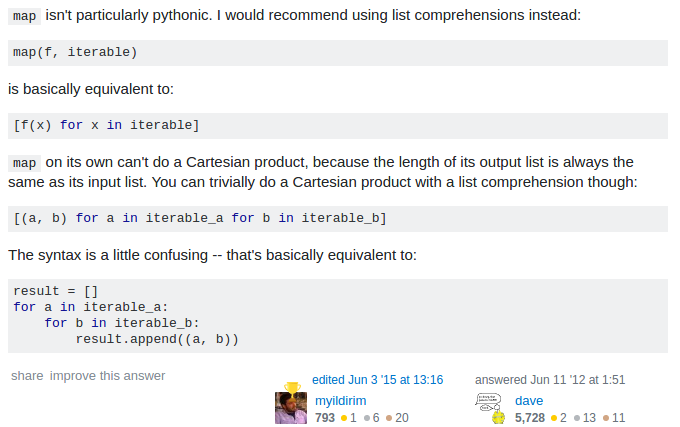 map isn't particularly pythonic. I would recommend using list comprehensions instead:
map(f, iterable)
is basically equivalent to:
[f(x) for x in iterable]
map on its own can't do a Cartesian product, because the length of its output list is always the
same as its input list. You can trivially do a Cartesian product with a list comprehension though:
[(a, b) for a in iterable_a for b in iterable_b]
The syntax is a little confusing -- that's basically equivalent to:
result = []
for a in iterable_a:
    for b in iterable_b:
        result.append((a, b))
share improve this answer
edited Jun 3 '15 at 13:16
myildirim
793 1 6 20
answered Jun 11 '12 at 1:51
dave
5,728 2 13 11